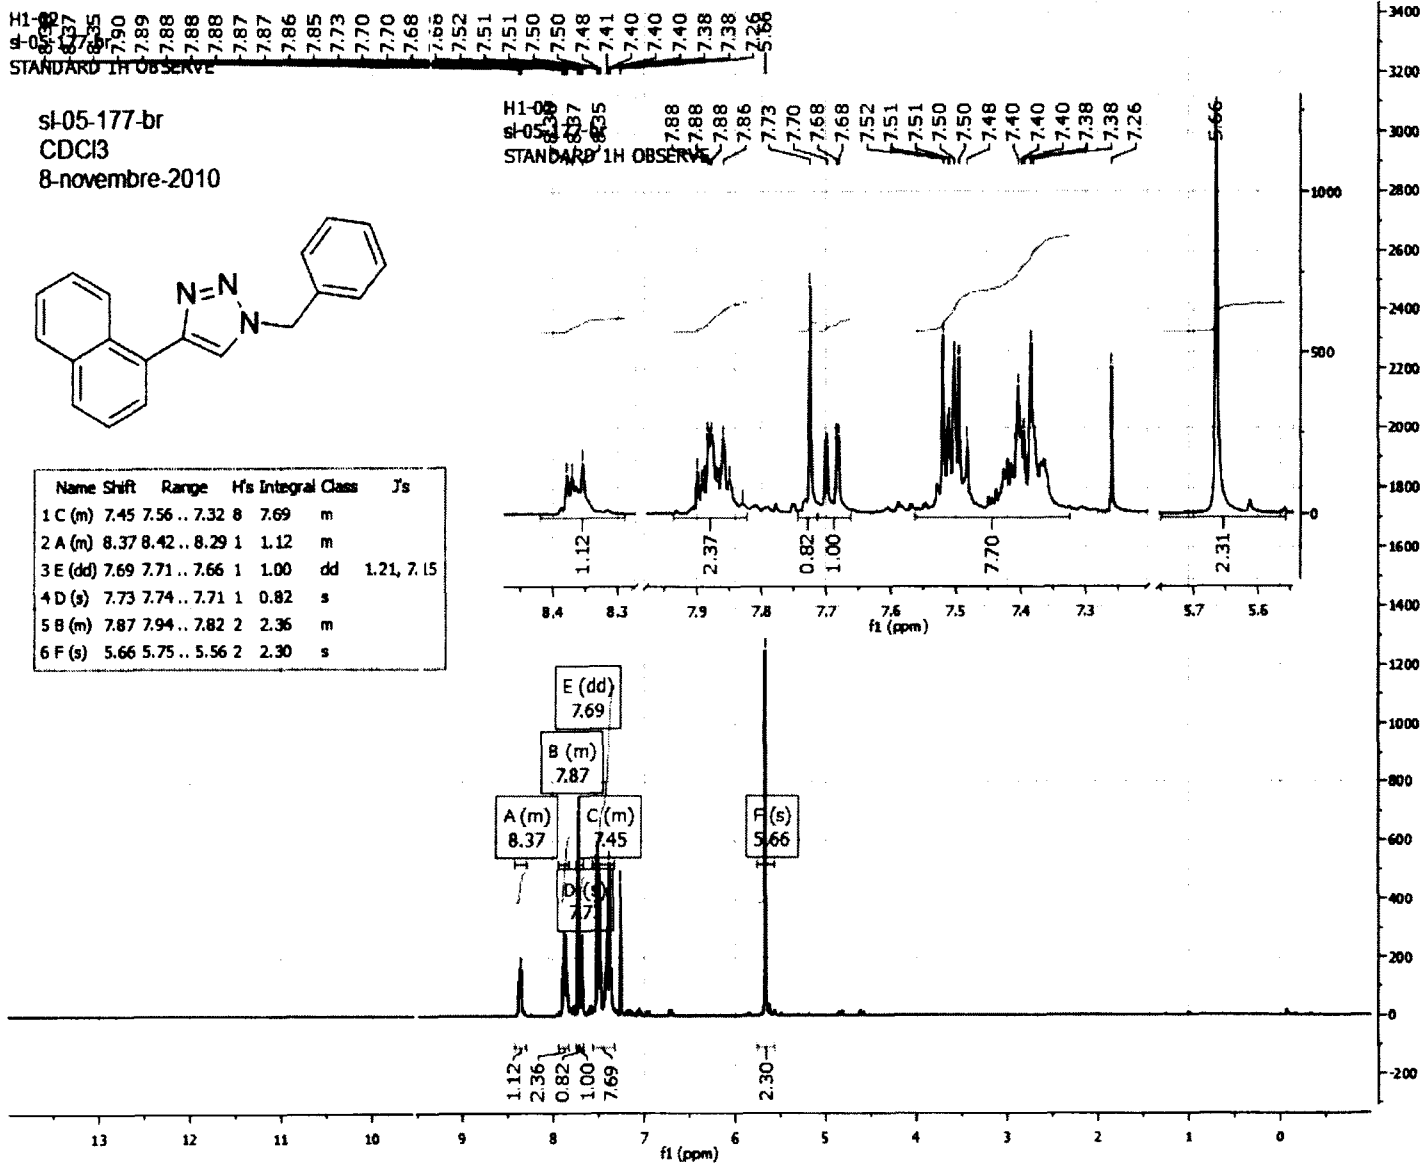 H1-02
sl-05-177-br
STANDARD 1H OBSERVE
8.37 8.35 7.90 7.89 7.88 7.88 7.88 7.87 7.87 7.86 7.85 7.73 7.70 7.70 7.68 7.68 7.52 7.51 7.51 7.50 7.50 7.48 7.41 7.40 7.40 7.40 7.38 7.38 7.26 5.66
sl-05-177-br
CDCl3
8-novembre-2010
N=N
N
H1-02
sl-05-177-br
STANDARD 1H OBSERVE
8.37 8.35 7.88 7.88 7.88 7.86 7.73 7.70 7.68 7.68 7.52 7.51 7.51 7.50 7.50 7.48 7.40 7.40 7.40 7.38 7.38 7.26 5.66
1000
500
0
1.12 2.37 0.82 1.00 7.70 2.31
8.4 8.3 7.9 7.8 7.7 7.6 7.5 7.4 7.3 5.7 5.6
f1 (ppm)
Name Shift Range H's Integral Class J's
1 C (m) 7.45 7.56 .. 7.32 8 7.69 m
2 A (m) 8.37 8.42 .. 8.29 1 1.12 m
3 E (dd) 7.69 7.71 .. 7.66 1 1.00 dd 1.21, 7.15
4 D (s) 7.73 7.74 .. 7.71 1 0.82 s
5 B (m) 7.87 7.94 .. 7.82 2 2.36 m
6 F (s) 5.66 5.75 .. 5.56 2 2.30 s
E (dd)
7.69
B (m)
7.87
A (m)
8.37
C (m)
7.45
F (s)
5.66
D (s)
1.12 2.36 0.82 1.00 7.69 2.30
13 12 11 10 9 8 7 6 5 4 3 2 1 0
f1 (ppm)
3400
3200
3000
2800
2600
2400
2200
2000
1800
1600
1400
1200
1000
800
600
400
200
0
-200